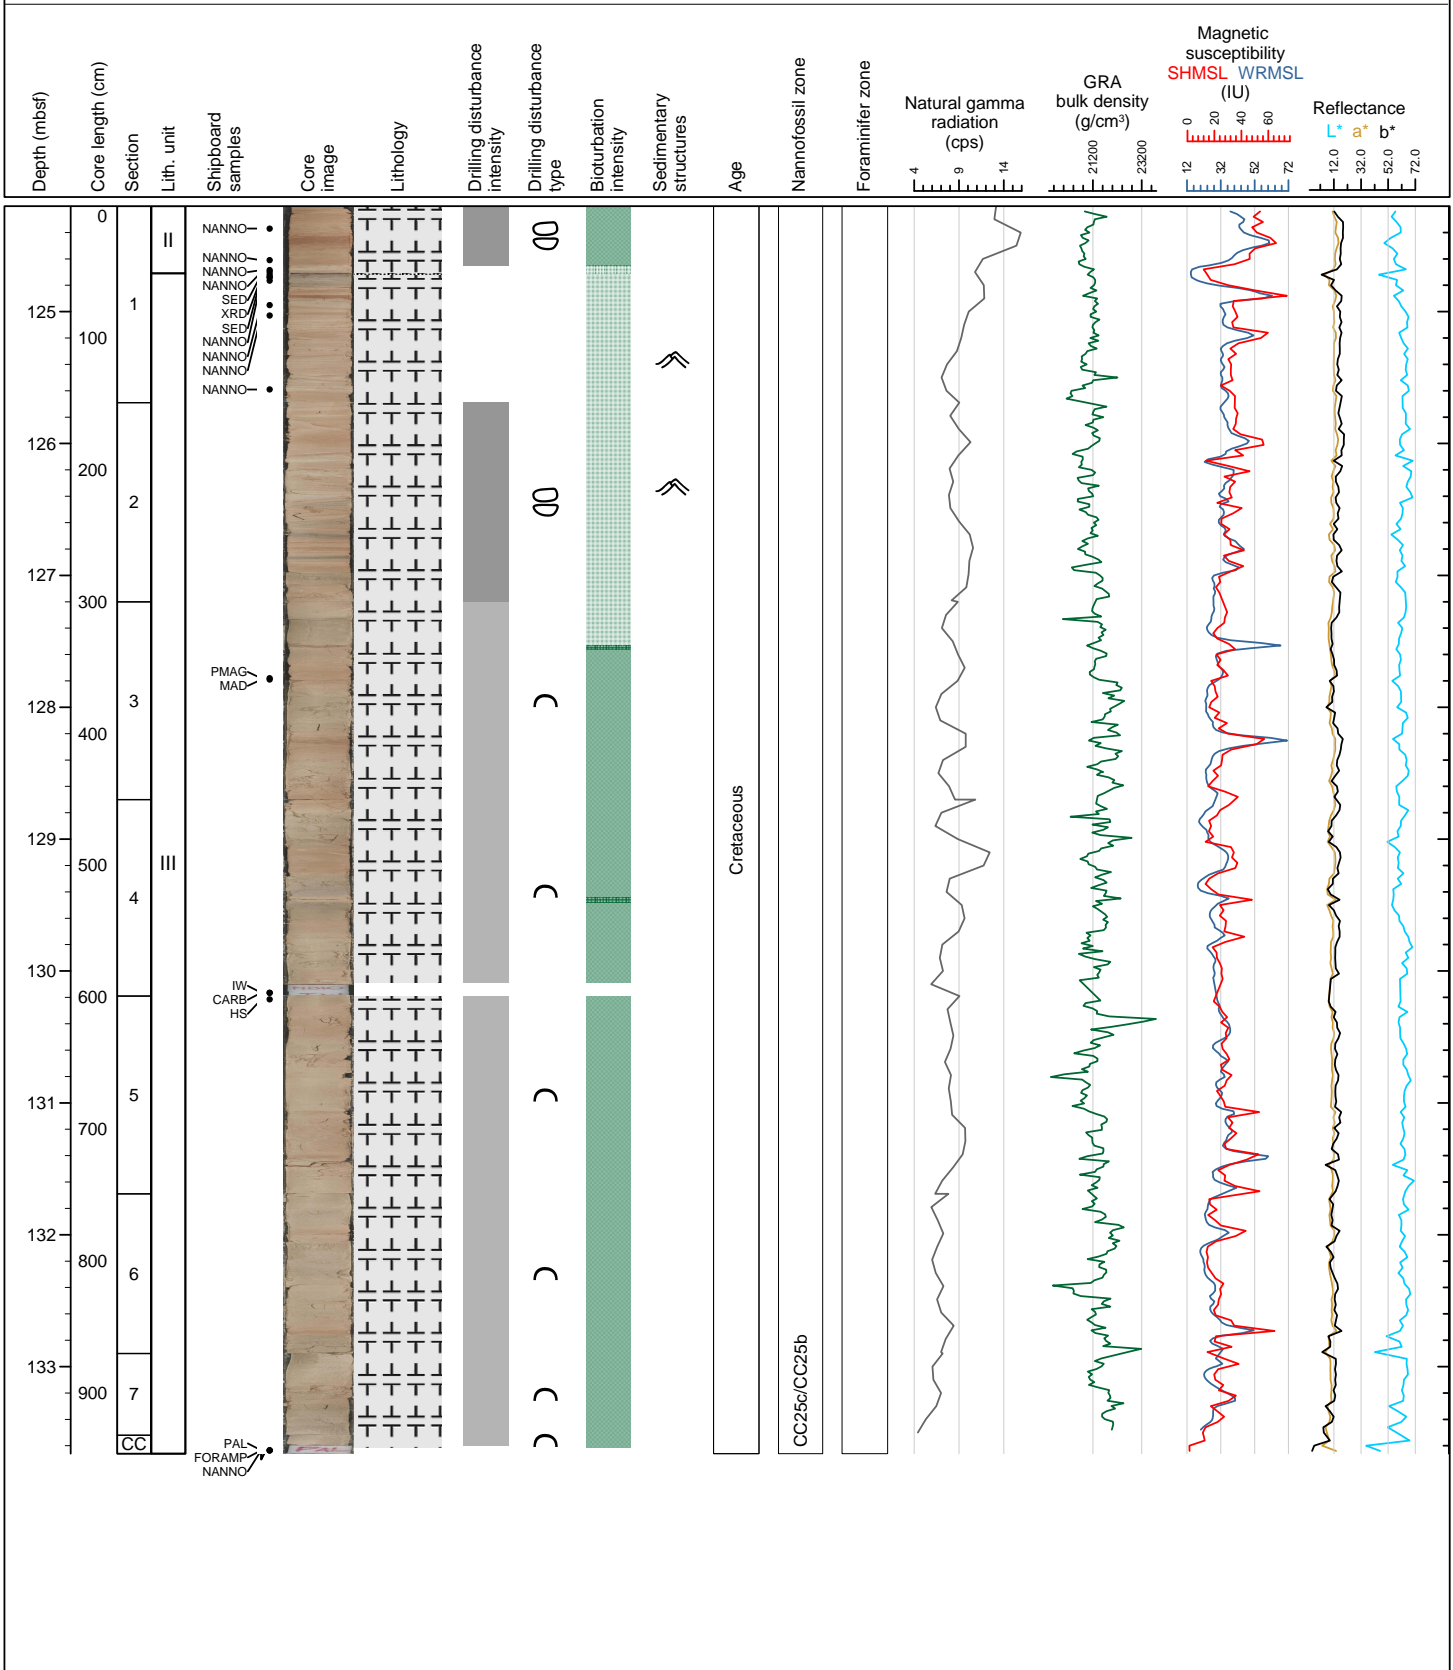 Depth (mbsf)
Core length (cm)
Section
Lith. unit
Shipboard
samples
Core
image
Lithology
Drilling disturbance
intensity
Drilling disturbance
type
Bioturbation
intensity
Sedimentary
structures
Age
Nannofossil zone
Foraminifer zone
Natural gamma
radiation
(cps)
4 9 14
GRA
bulk density
(g/cm³)
21200 23200
Magnetic
susceptibility
SHMSL WRMSL
(IU)
0 20 40 60
12 32 52 72
Reflectance
L* a* b*
12.0 32.0 52.0 72.0
125
126
127
128
129
130
131
132
133
0
100
200
300
400
500
600
700
800
900
1
2
3
4
5
6
7
CC
II
III
NANNO
NANNO
NANNO
NANNO
SED
XRD
SED
NANNO
NANNO
NANNO
NANNO
PMAG
MAD
IW
CARB
HS
PAL
FORAMP
NANNO
Cretaceous
CC25c/CC25b